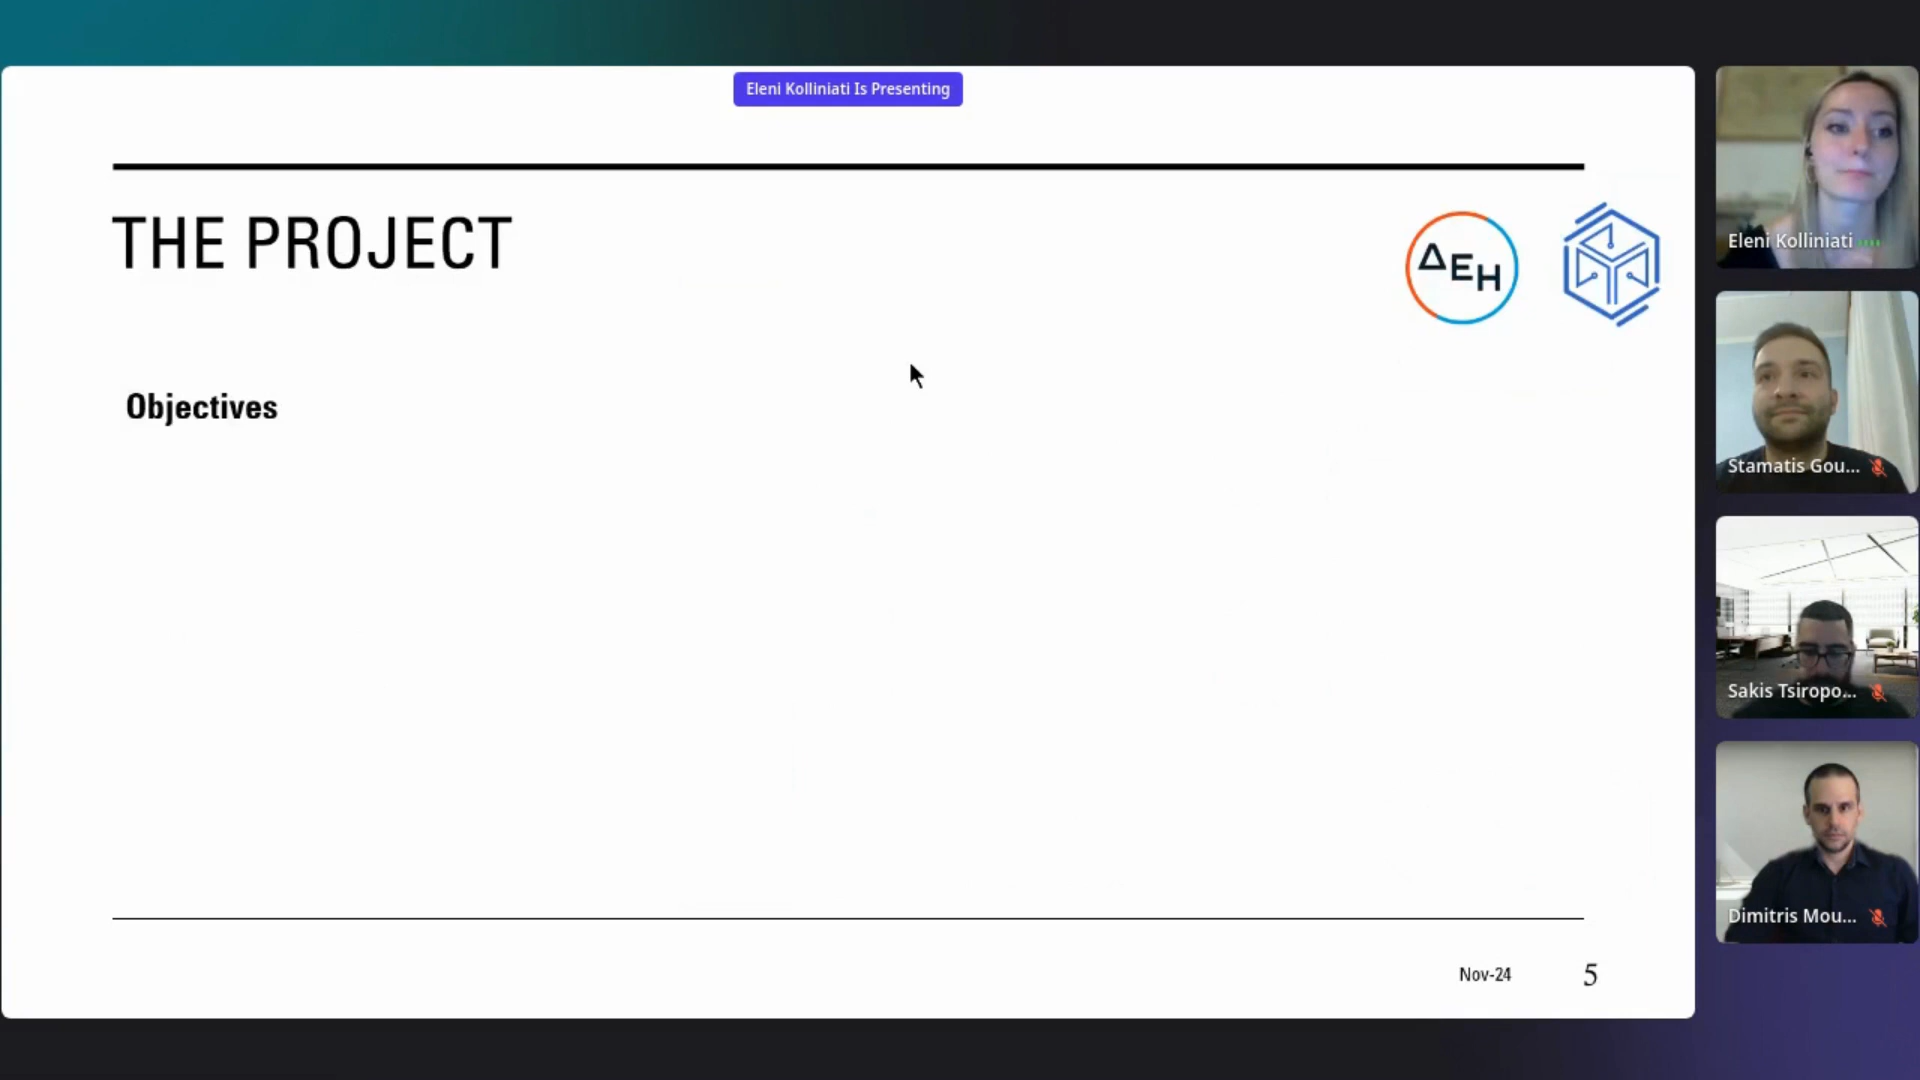 Eleni Kolliniati Is Presenting
THE PROJECT
ΔΕΗ
Objectives
Nov-24
5
Eleni Kolliniati
Stamatis Gou...
Sakis Tsiropo...
Dimitris Mou...